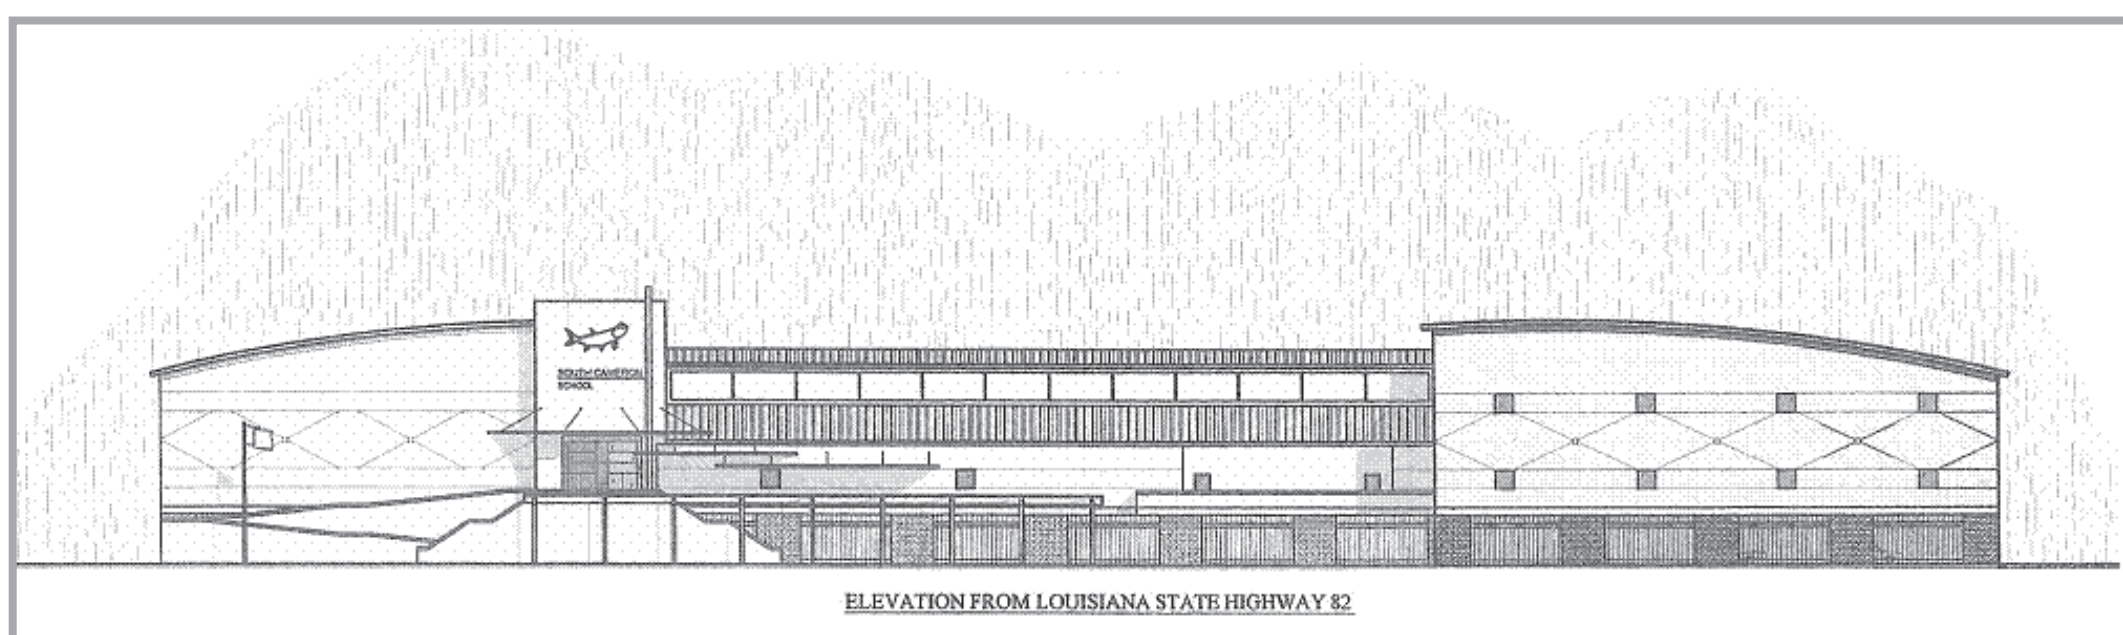 SOUTH CAMERON
SCHOOL
ELEVATION FROM LOUISIANA STATE HIGHWAY 82